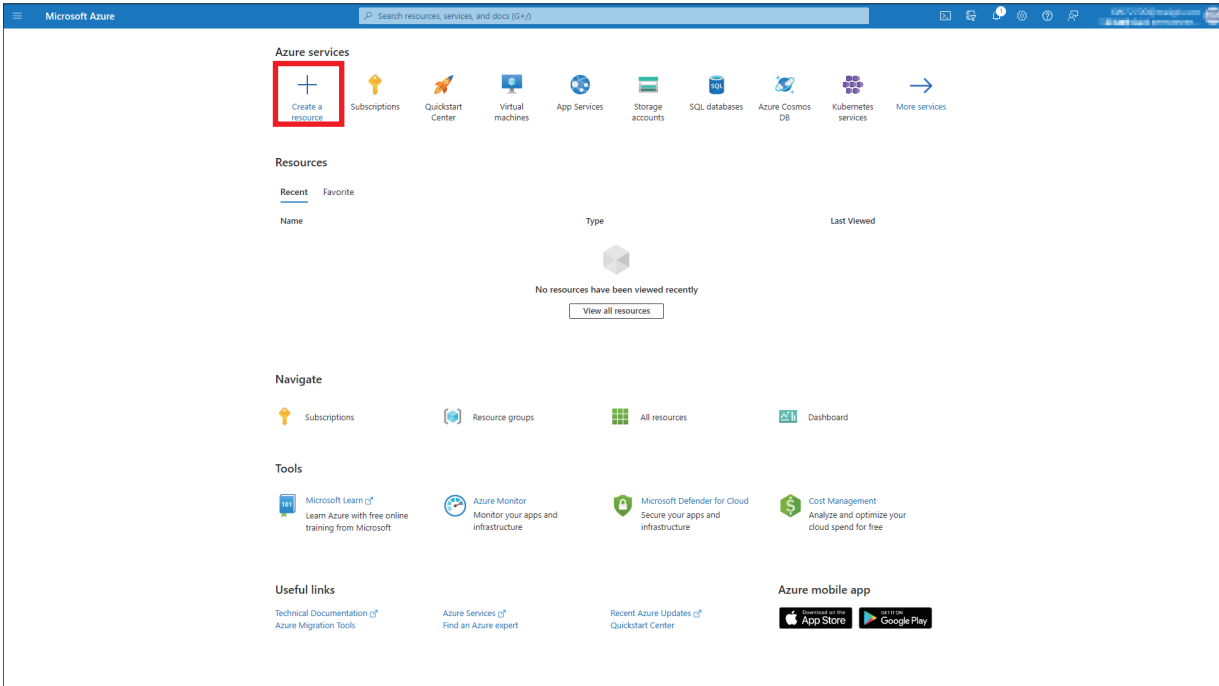 Microsoft Azure
Search resources, services, and docs (G+/)
1
Azure services
Create a
resource
Subscriptions
Quickstart
Center
Virtual
machines
App Services
Storage
accounts
SQL
SQL databases
Azure Cosmos
DB
Kubernetes
services
More services
Resources
Recent
Favorite
Name
Type
Last Viewed
No resources have been viewed recently
View all resources
Navigate
Subscriptions
Resource groups
All resources
Dashboard
Tools
101
Microsoft Learn
Learn Azure with free online
training from Microsoft
Azure Monitor
Monitor your apps and
infrastructure
Microsoft Defender for Cloud
Secure your apps and
infrastructure
$
Cost Management
Analyze and optimize your
cloud spend for free
Useful links
Technical Documentation
Azure Migration Tools
Azure Services
Find an Azure expert
Recent Azure Updates
Quickstart Center
Azure mobile app
Download on the
App Store
GET IT ON
Google Play